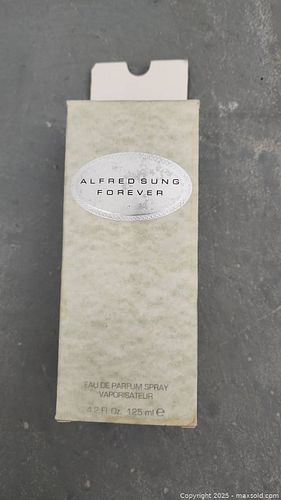 ALFRED SUNG
FOREVER
EAU DE PARFUM SPRAY
VAPORISATEUR
4.2 Fl. Oz. 125 ml ℮
Copyright © 2025 - maxsold.com